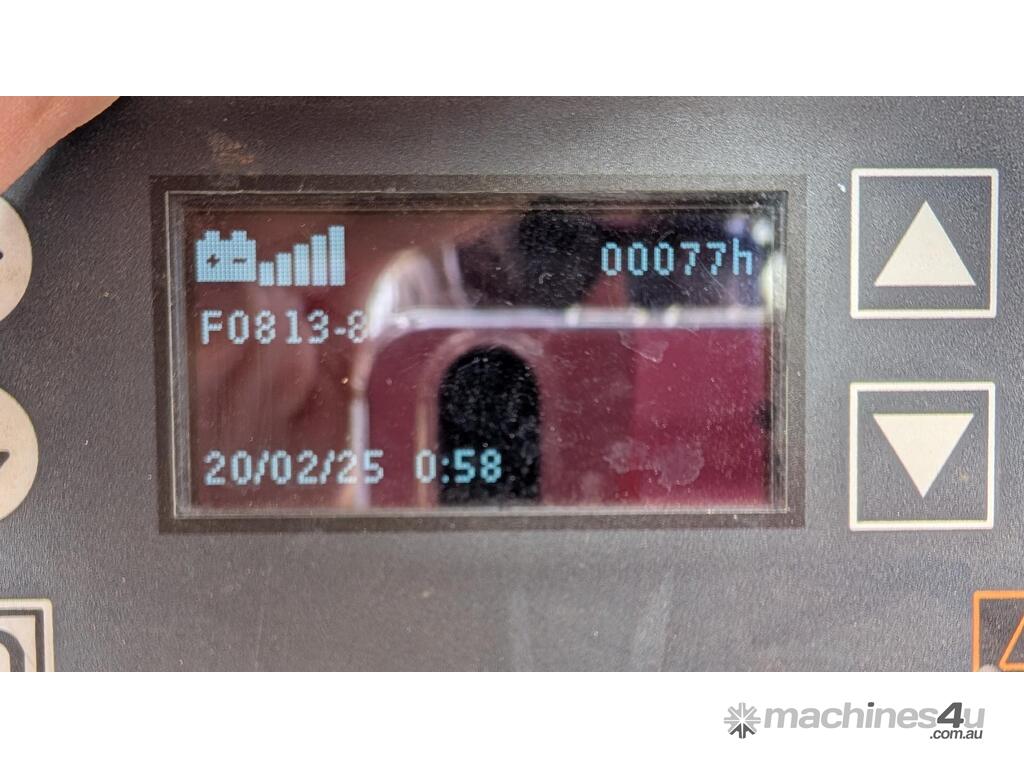 00077h
F0813-8
20/02/25 0:58
machines4u
.com.au